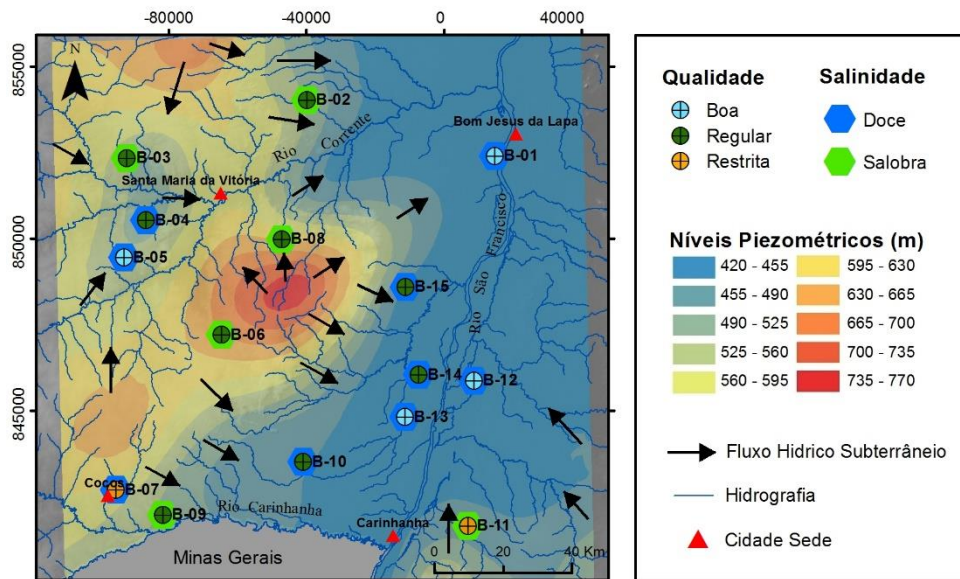 -80000 -40000 0 40000
855000
850000
845000
N
B-02
Bom Jesus da Lapa
Rio Corrente
B-03
B-01
Santa Maria da Vitória
B-04
B-08
B-05
Rio São Francisco
B-15
B-06
B-14
B-12
B-13
B-10
Cocos
B-07
B-09
Rio Carinhanha
Carinhanha
B-11
Minas Gerais
0 20 40 Km
Qualidade
Boa
Regular
Restrita
Salinidade
Doce
Salobra
Níveis Piezométricos (m)
420 - 455
455 - 490
490 - 525
525 - 560
560 - 595
595 - 630
630 - 665
665 - 700
700 - 735
735 - 770
Fluxo Hidrico Subterrâneio
Hidrografia
Cidade Sede